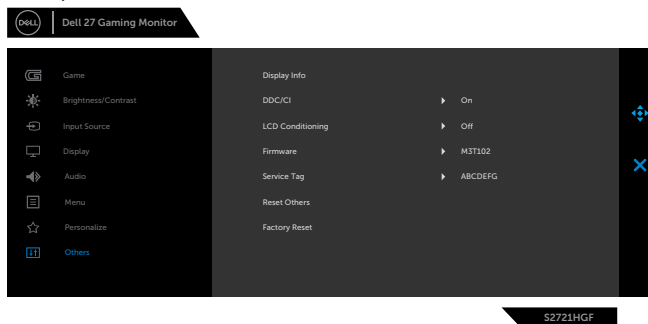 DELL
Dell 27 Gaming Monitor
Game
Display Info
Brightness/Contrast
DDC/CI
On
Input Source
LCD Conditioning
Off
Display
Firmware
M3T102
Audio
Service Tag
ABCDEFG
Menu
Reset Others
Personalize
Factory Reset
Others
S2721HGF